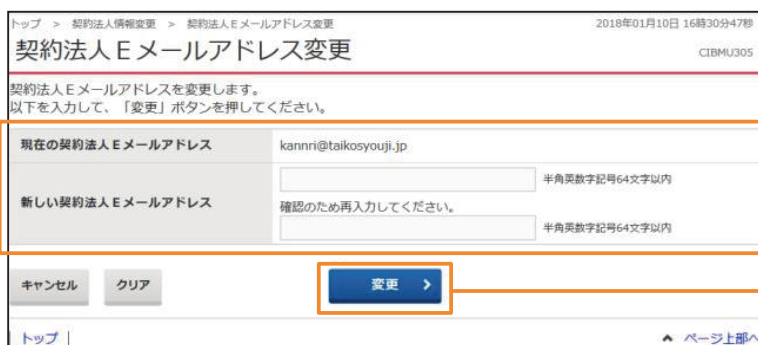 トップ > 契約法人情報変更 > 契約法人Eメールアドレス変更
2018年01月10日 16時30分47秒
契約法人Eメールアドレス変更
CIBMU305
契約法人Eメールアドレスを変更します。
以下を入力して、「変更」ボタンを押してください。
現在の契約法人Eメールアドレス
kannri@taikosyouji.jp
新しい契約法人Eメールアドレス
半角英数字記号64文字以内
確認のため再入力してください。
半角英数字記号64文字以内
キャンセル
クリア
変更
トップ
ページ上部へ